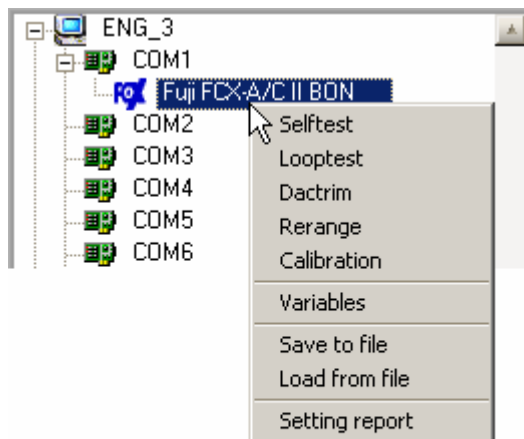 ENG_3
COM1
FCX Fuji FCX-A/C II BON
COM2
COM3
COM4
COM5
COM6
Selftest
Looptest
Dactrim
Rerange
Calibration
Variables
Save to file
Load from file
Setting report